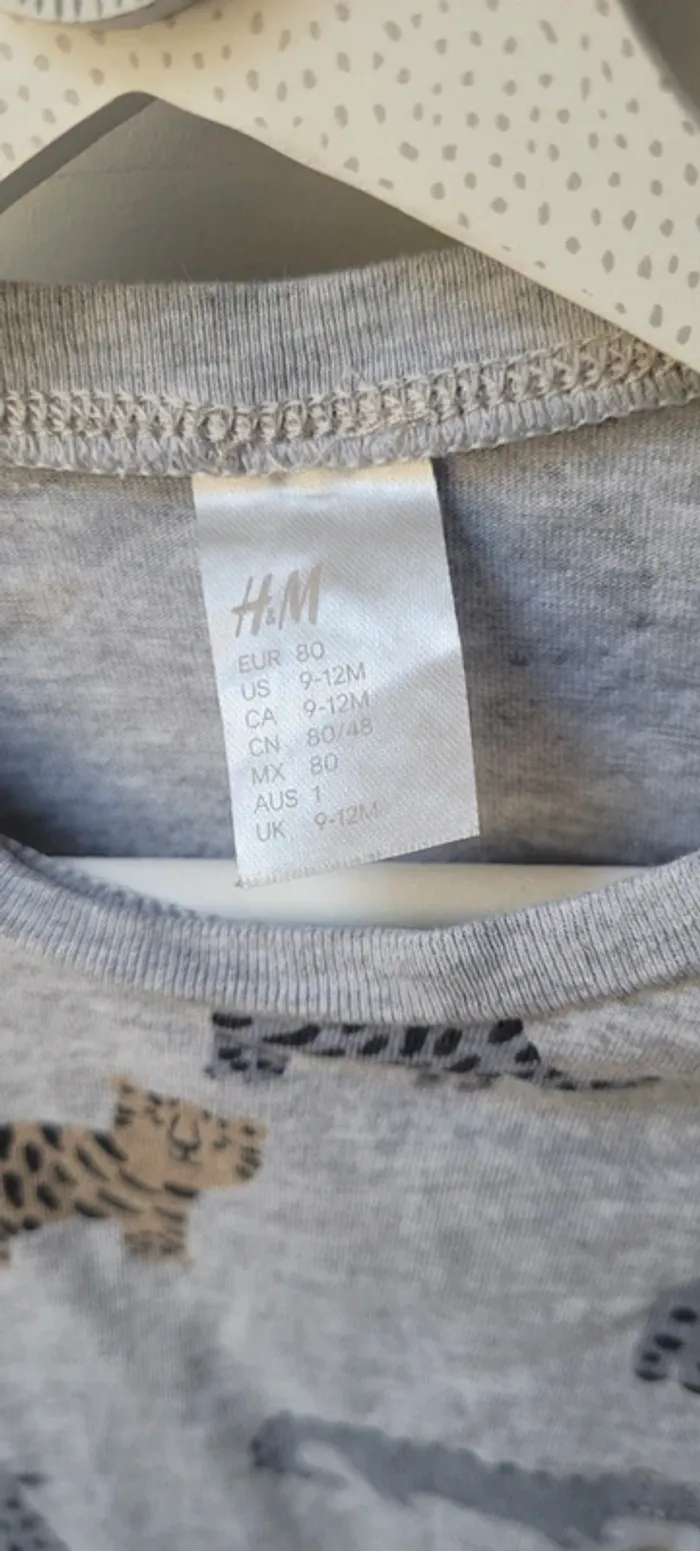 H&M
EUR 80
US 9-12M
CA 9-12M
CN 80/48
MX 80
AUS 1
UK 9-12M